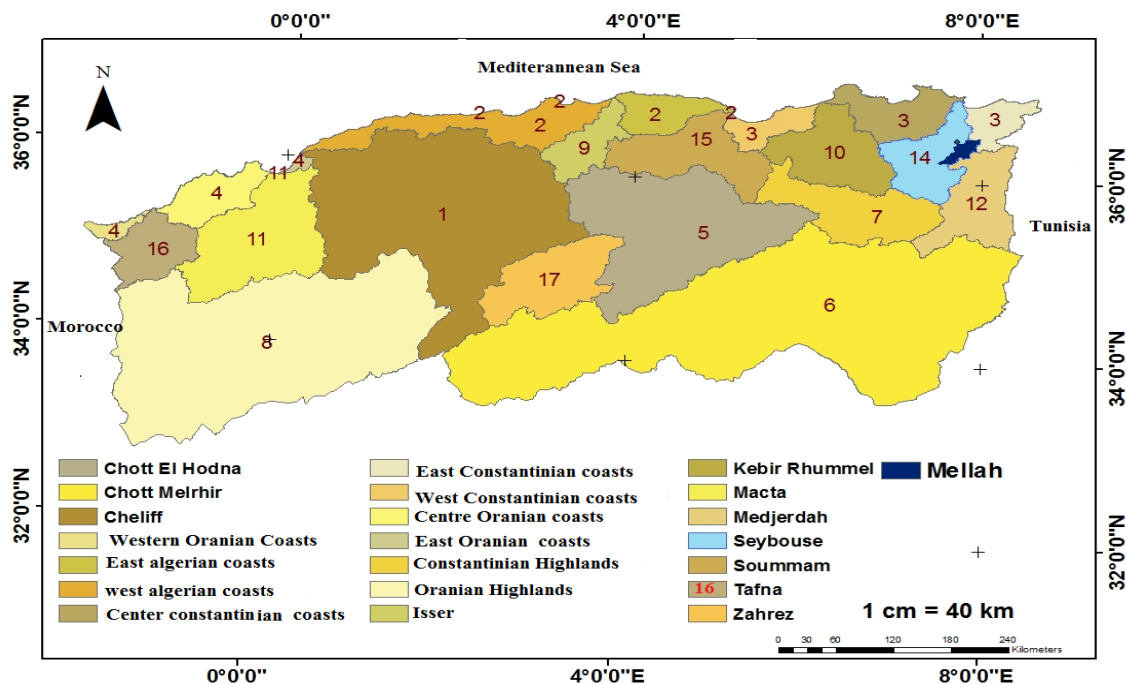 0°0'0" 4°0'0"E 8°0'0"E
N
Mediterannean Sea
36°0'0"N
34°0'0"N
32°0'0"N
36°0'0"N
34°0'0"N
32°0'0"N
2
2
2
2
2
3
3
3
15
9
10
14
4
11
4
4
1
12
7
16
11
5
17
6
8
Tunisia
Morocco
Chott El Hodna
Chott Melrhir
Cheliff
Western Oranian Coasts
East algerian coasts
west algerian coasts
Center constantinian coasts
East Constantinian coasts
West Constantinian coasts
Centre Oranian coasts
East Oranian coasts
Constantinian Highlands
Oranian Highlands
Isser
Kebir Rhummel
Macta
Medjerdah
Seybouse
Soummam
16 Tafna
Zahrez
Mellah
1 cm = 40 km
0 30 60 120 180 240
Kilometers
0°0'0" 4°0'0"E 8°0'0"E